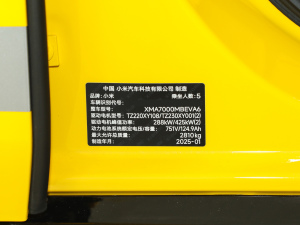 中国 小米汽车科技有限公司 制造
品牌：小米 乘坐人数：5
车辆识别代号：
整车型号： XMA7000MBEVA6
驱动电机型号： TZ220XY108/TZ230XY001(2)
驱动电机峰值功率： 288kW/425kW(2)
动力电池系统额定电压/容量： 751V/124.9Ah
最大允许总质量： 2810kg
制造年月： 2025-01